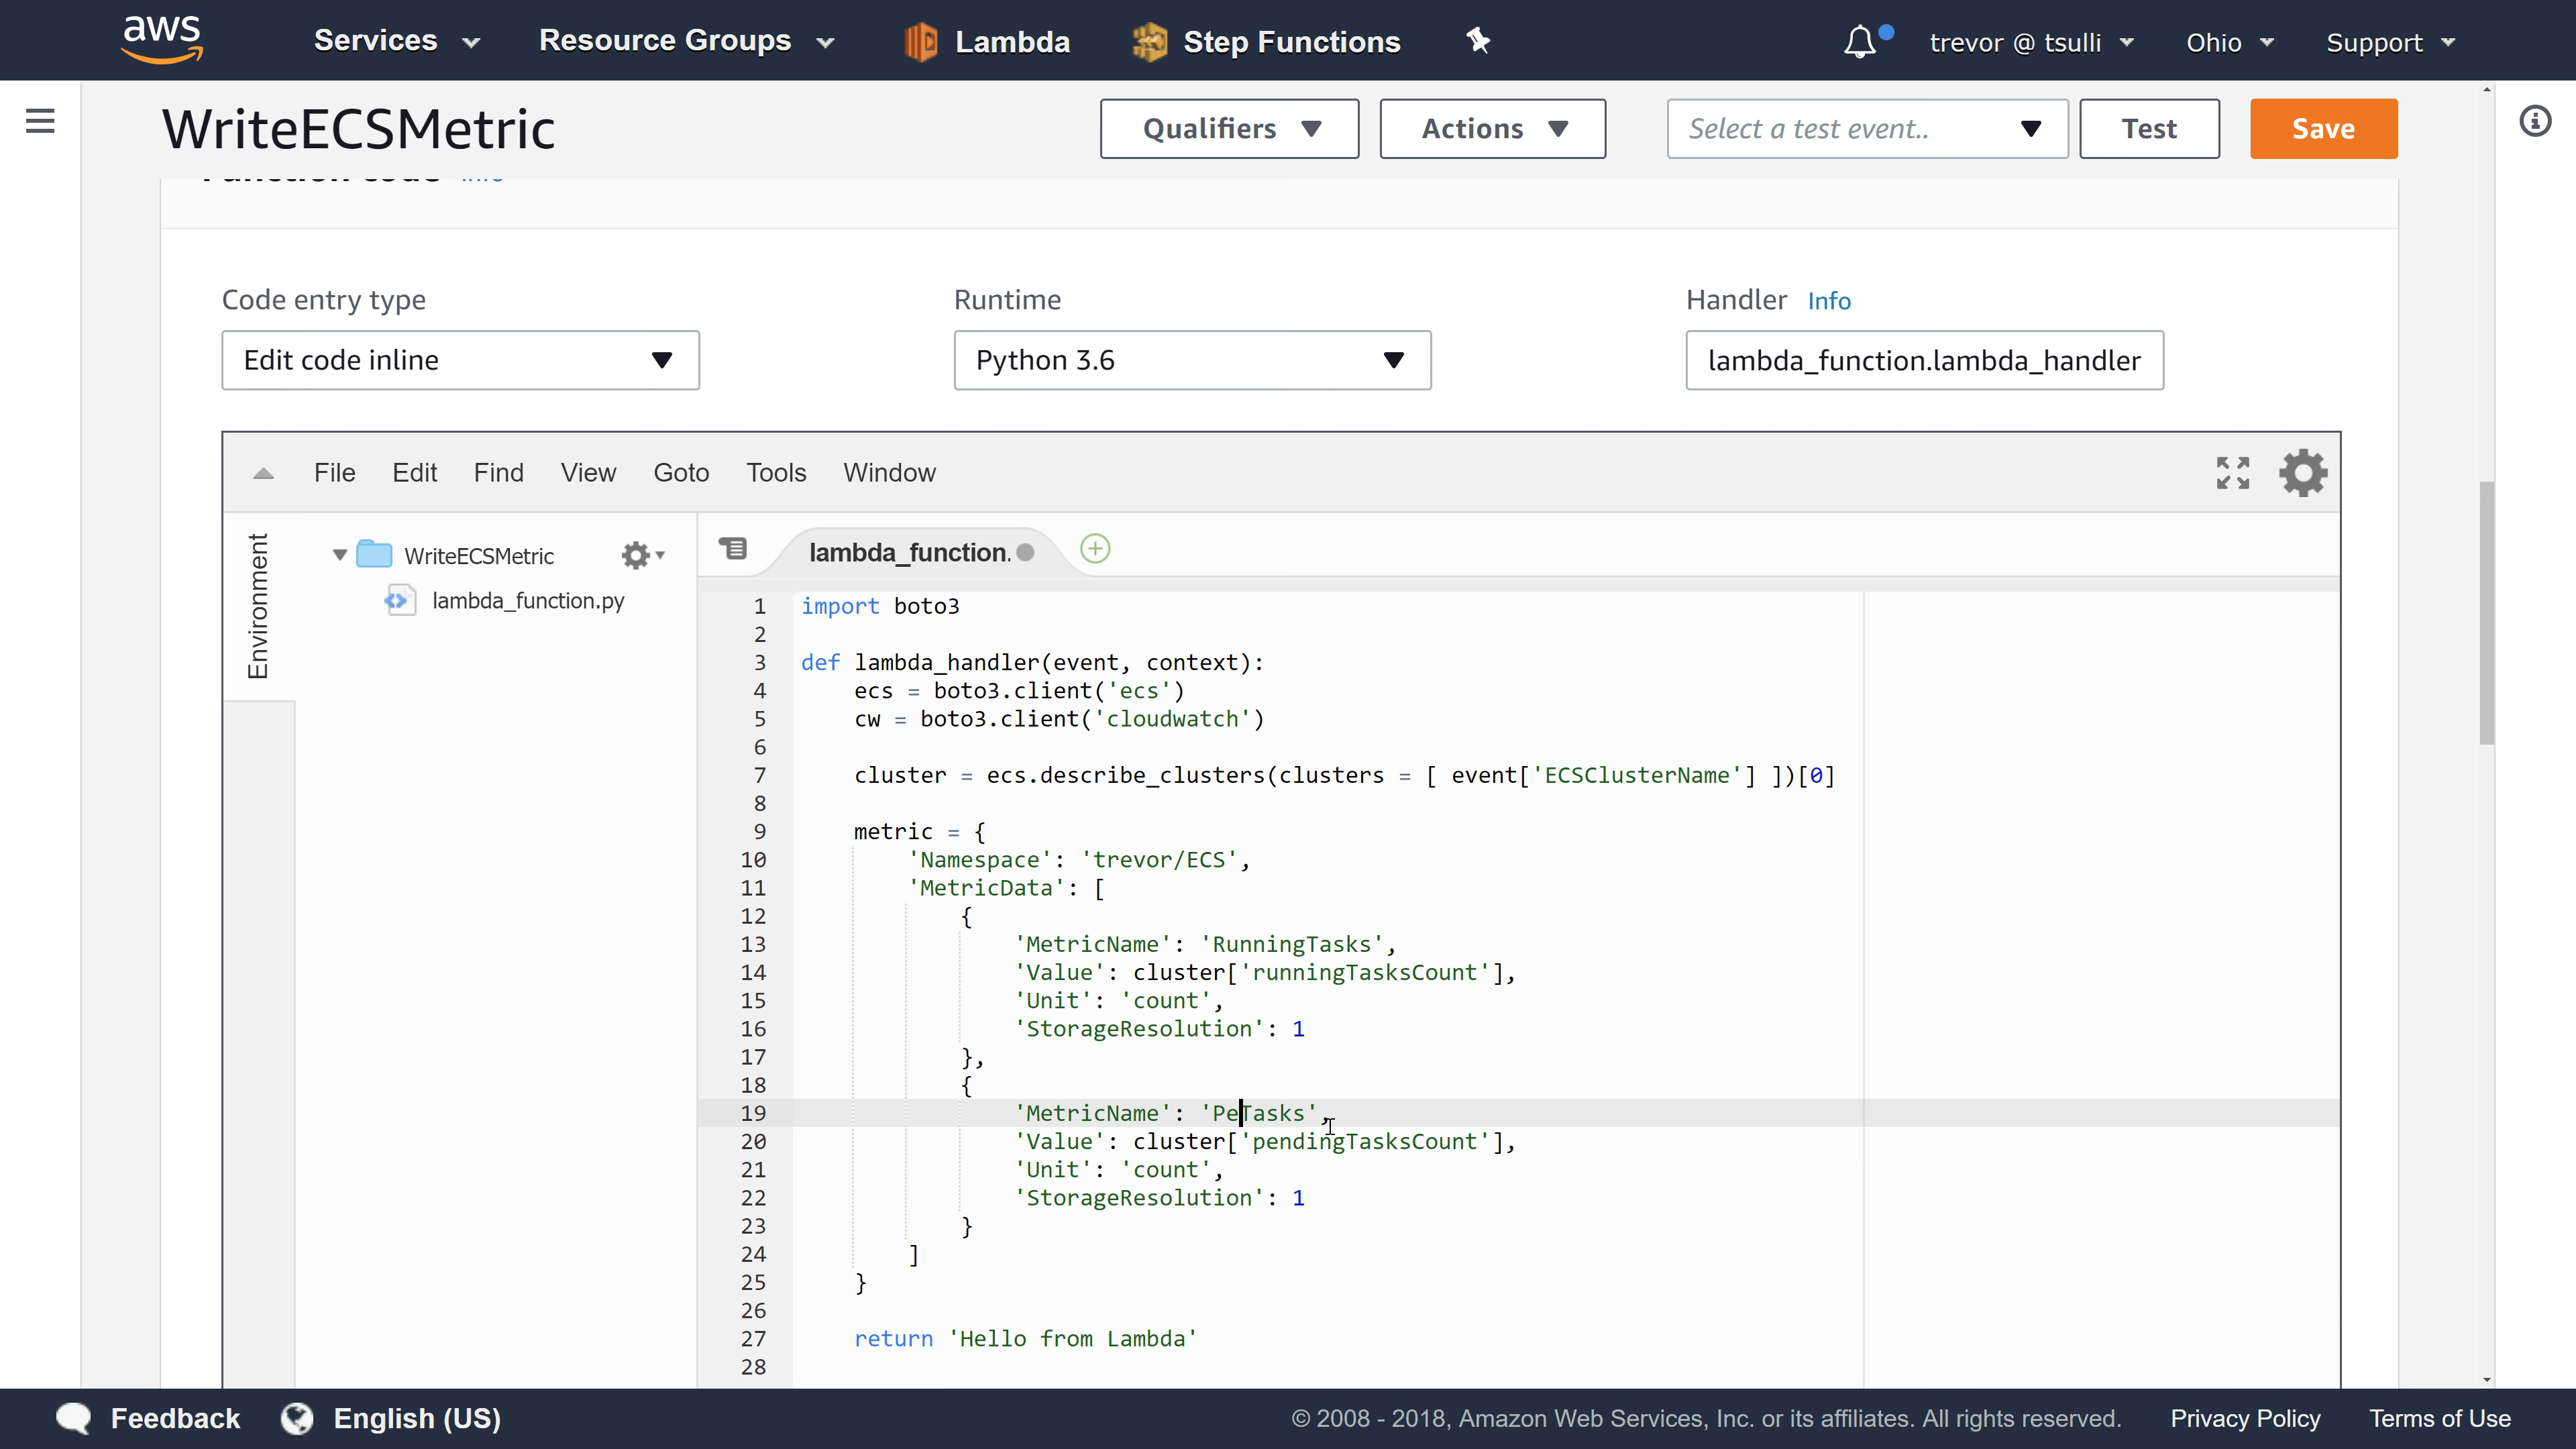 aws Services Resource Groups Lambda Step Functions trevor @ tsulli Ohio Support
WriteECSMetric Qualifiers Actions Select a test event.. Test Save
Function code Info
Code entry type Runtime Handler Info
Edit code inline Python 3.6 lambda_function.lambda_handler
File Edit Find View Goto Tools Window
Environment
WriteECSMetric
lambda_function.py
lambda_function.
1 import boto3
2
3 def lambda_handler(event, context):
4 ecs = boto3.client('ecs')
5 cw = boto3.client('cloudwatch')
6
7 cluster = ecs.describe_clusters(clusters = [ event['ECSClusterName'] ])[0]
8
9 metric = {
10 'Namespace': 'trevor/ECS',
11 'MetricData': [
12 {
13 'MetricName': 'RunningTasks',
14 'Value': cluster['runningTasksCount'],
15 'Unit': 'count',
16 'StorageResolution': 1
17 },
18 {
19 'MetricName': 'PeTasks',
20 'Value': cluster['pendingTasksCount'],
21 'Unit': 'count',
22 'StorageResolution': 1
23 }
24 ]
25 }
26
27 return 'Hello from Lambda'
28
Feedback English (US) © 2008 - 2018, Amazon Web Services, Inc. or its affiliates. All rights reserved. Privacy Policy Terms of Use